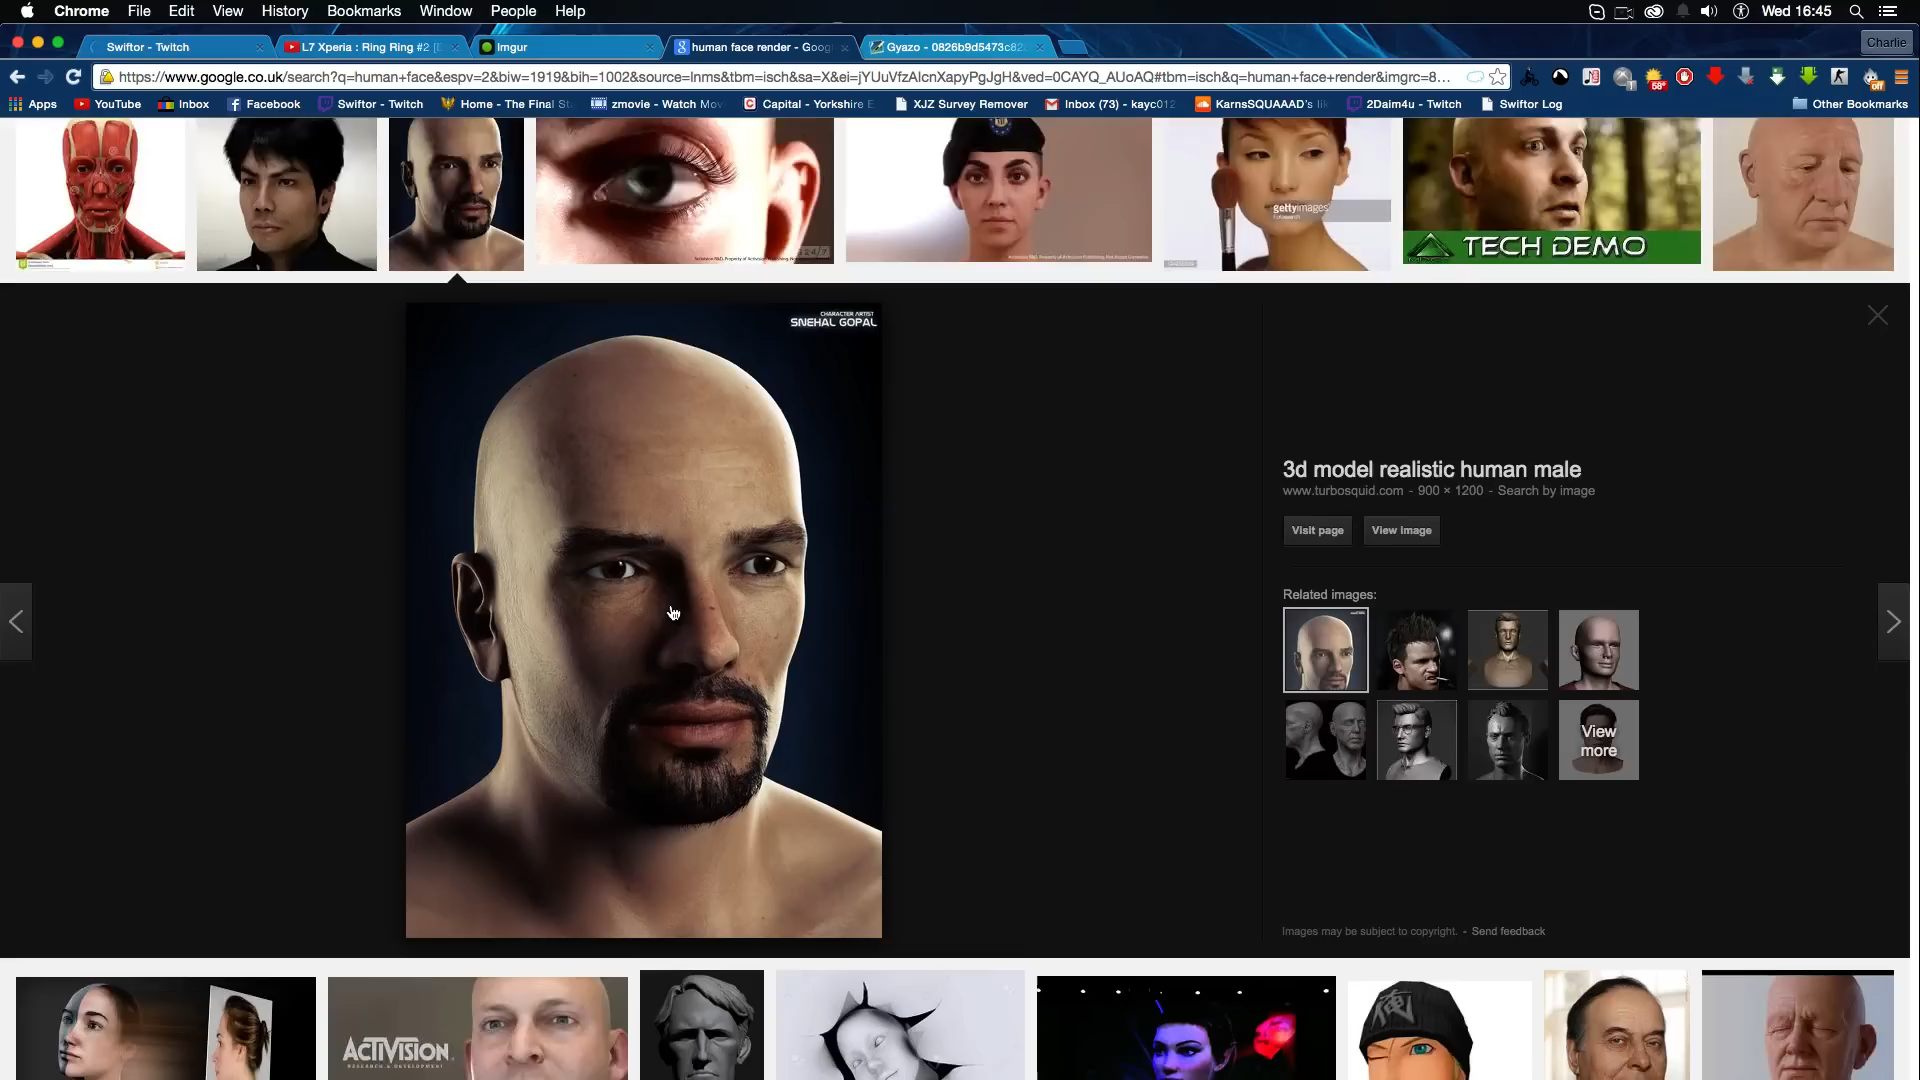 Chrome File Edit View History Bookmarks Window People Help Wed 16:45
Swiftor - Twitch L7 Xperia : Ring Ring #2 [ Imgur human face render - Goog Gyazo - 0826b9d5473c82 Charlie
https://www.google.co.uk/search?q=human+face&espv=2&biw=1919&bih=1002&source=lnms&tbm=isch&sa=X&ei=jYUuVfzAlcnXapyPgJgH&ved=0CAYQ_AUoAQ#tbm=isch&q=human+face+render&imgrc=8... 58° off
Apps YouTube Inbox Facebook Swiftor - Twitch Home - The Final St zmovie - Watch Mov Capital - Yorkshire E XJZ Survey Remover Inbox (73) - kayc012 KarnsSQUAAAD's lik 2Daim4u - Twitch Swiftor Log Other Bookmarks
gettyimages
TECH DEMO
CHARACTER ARTIST
SNEHAL GOPAL
3d model realistic human male
www.turbosquid.com - 900 × 1200 - Search by image
Visit page View image
Related images:
View
more
Images may be subject to copyright. - Send feedback
ACTIVISION
RESEARCH & DEVELOPMENT